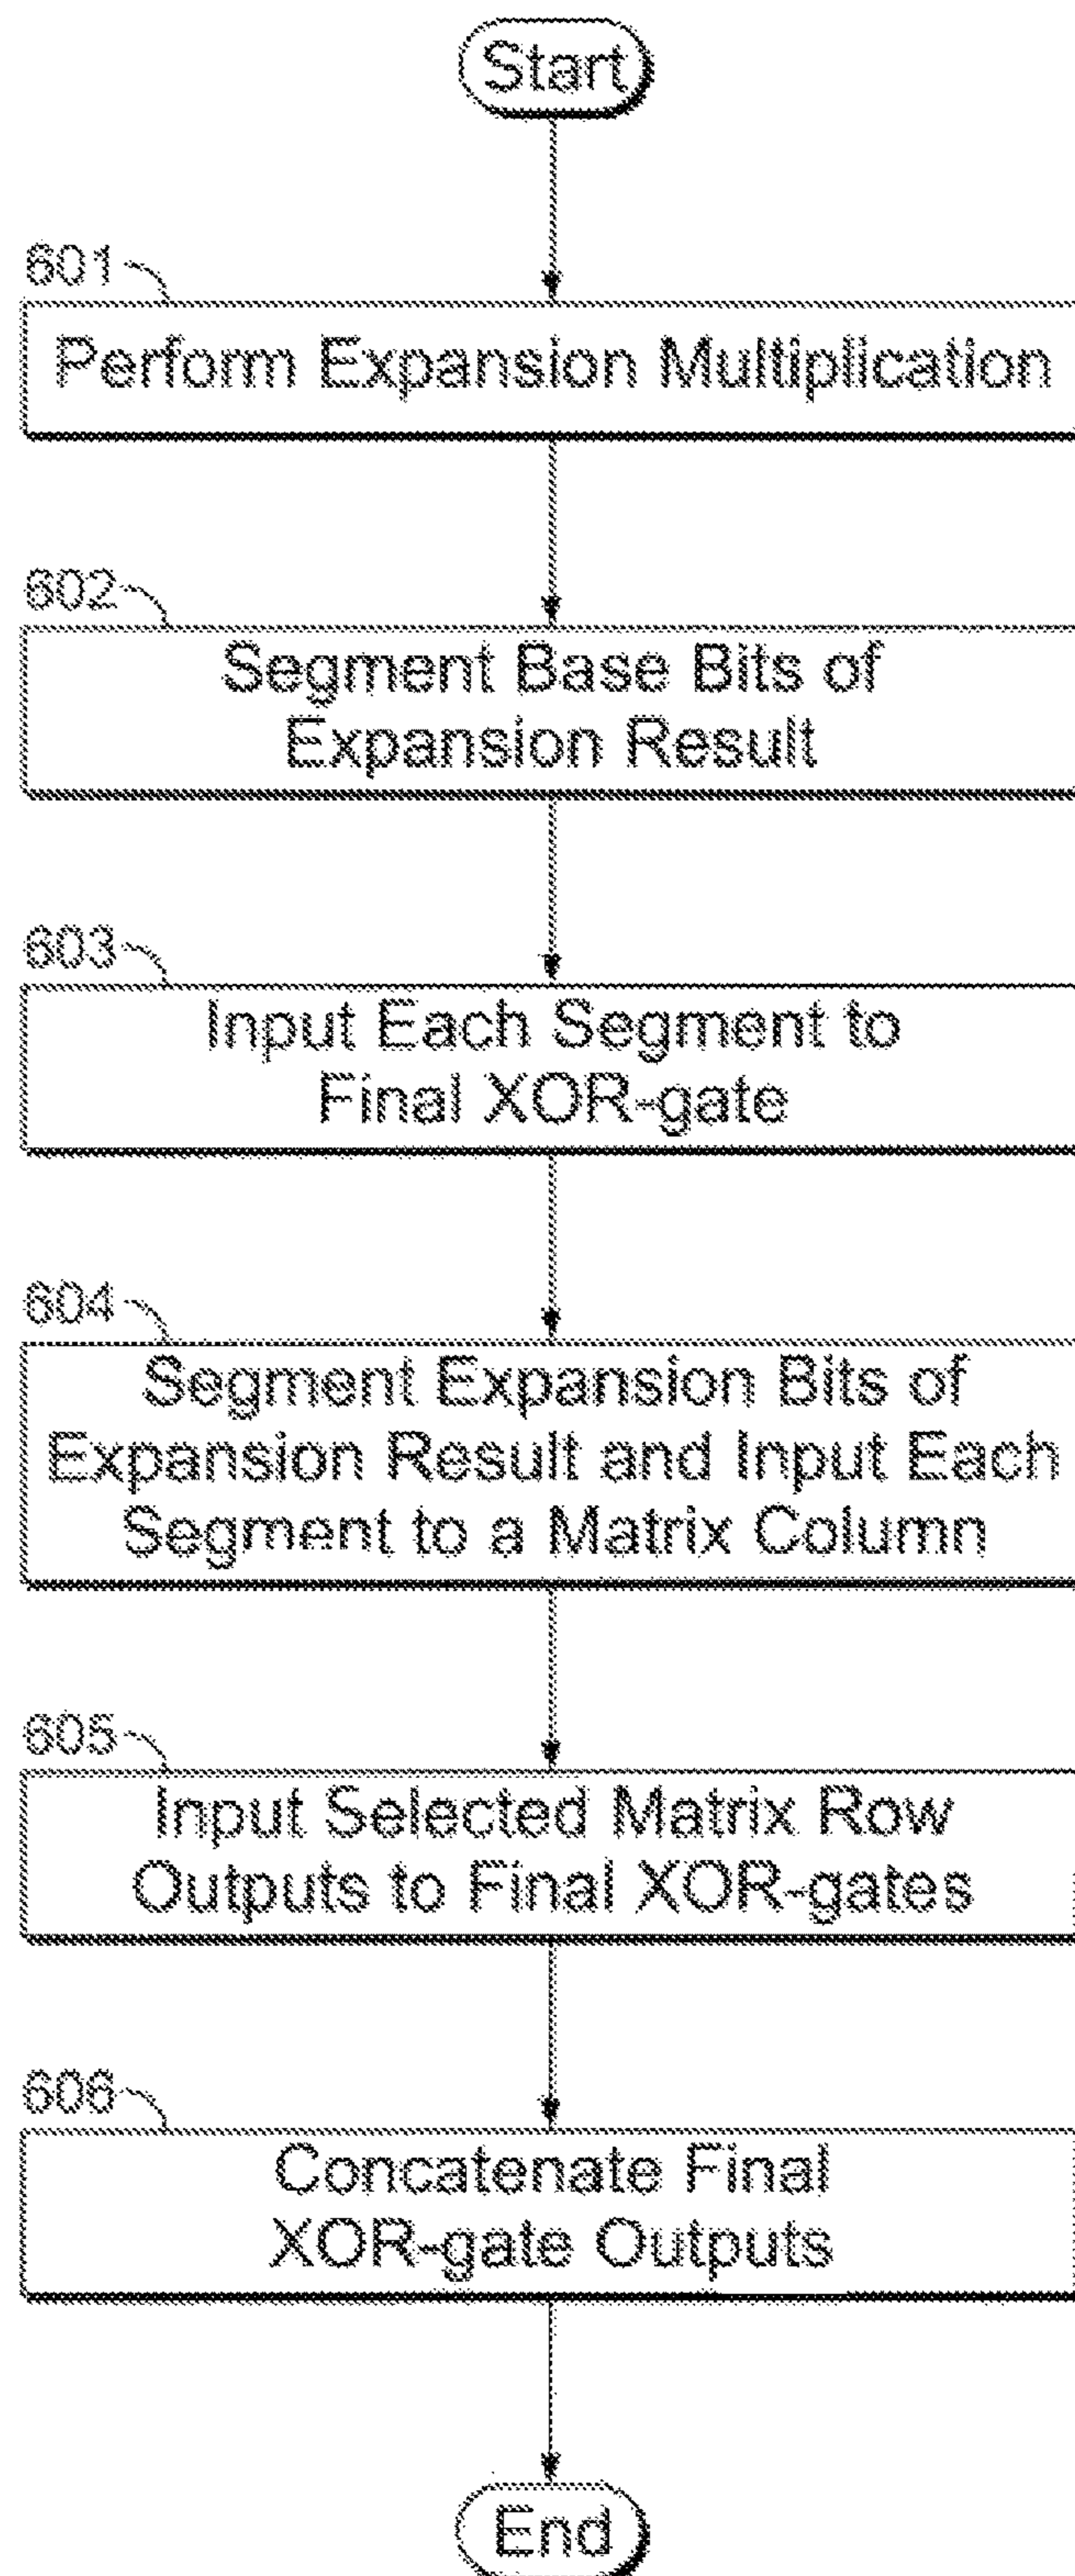 Start
601
Perform Expansion Multiplication
602
Segment Base Bits of
Expansion Result
603
Input Each Segment to
Final XOR-gate
604
Segment Expansion Bits of
Expansion Result and Input Each
Segment to a Matrix Column
605
Input Selected Matrix Row
Outputs to Final XOR-gates
606
Concatenate Final
XOR-gate Outputs
End